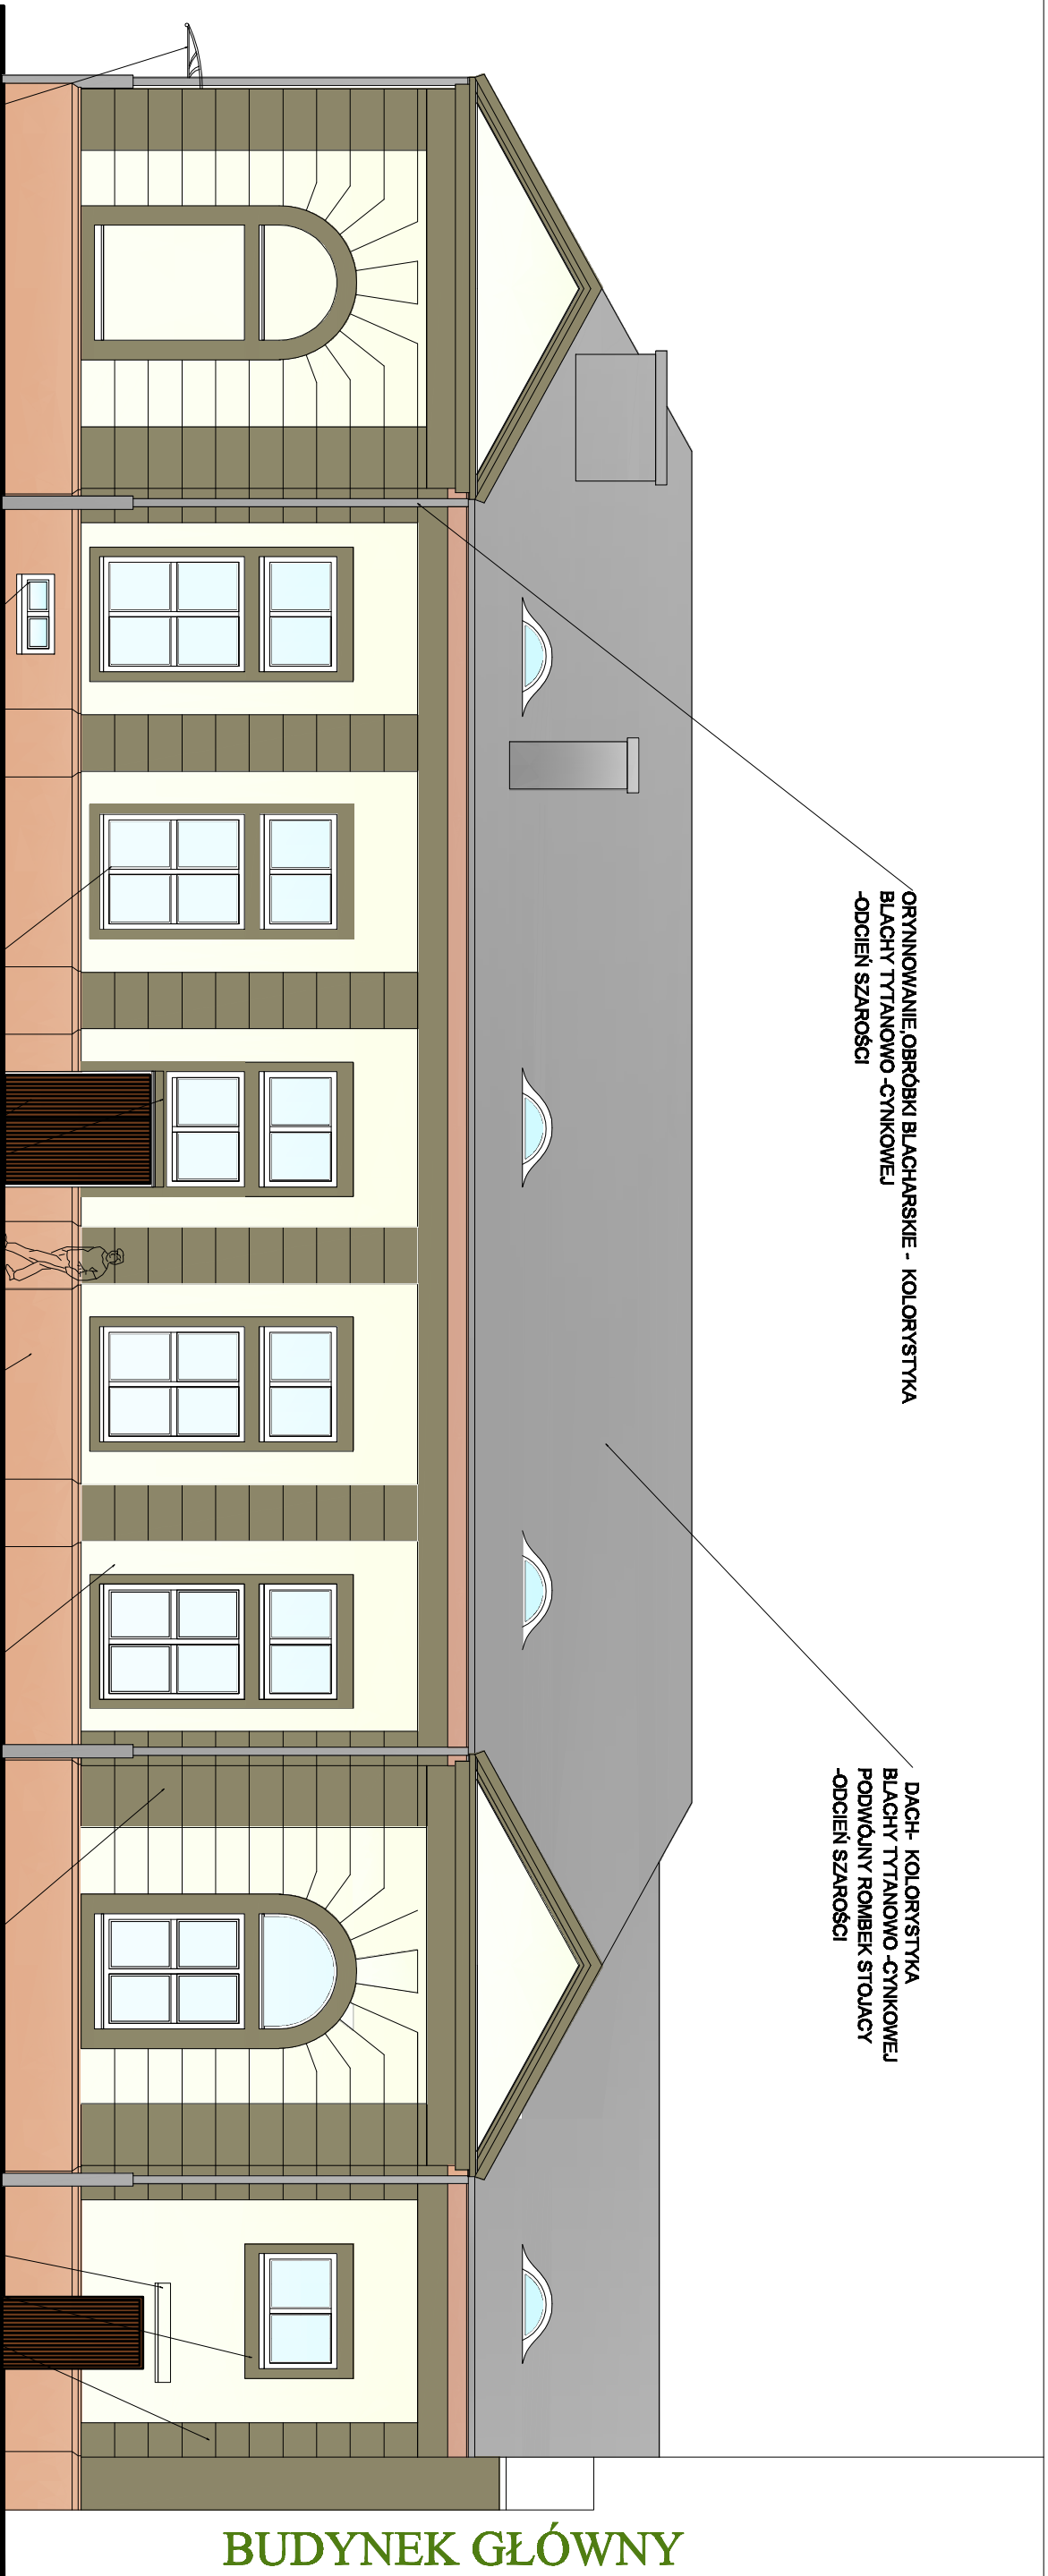 ORYNNOWANIE,OBRÓBKI BLACHARSKIE - KOLORYSTYKA
BLACHY TYTANOWO -CYNKOWEJ
-ODCIEŃ SZAROŚCI
DACH- KOLORYSTYKA
BLACHY TYTANOWO -CYNKOWEJ
PODWÓJNY ROMBEK STOJACY
-ODCIEŃ SZAROŚCI
BUDYNEK GŁÓWNY